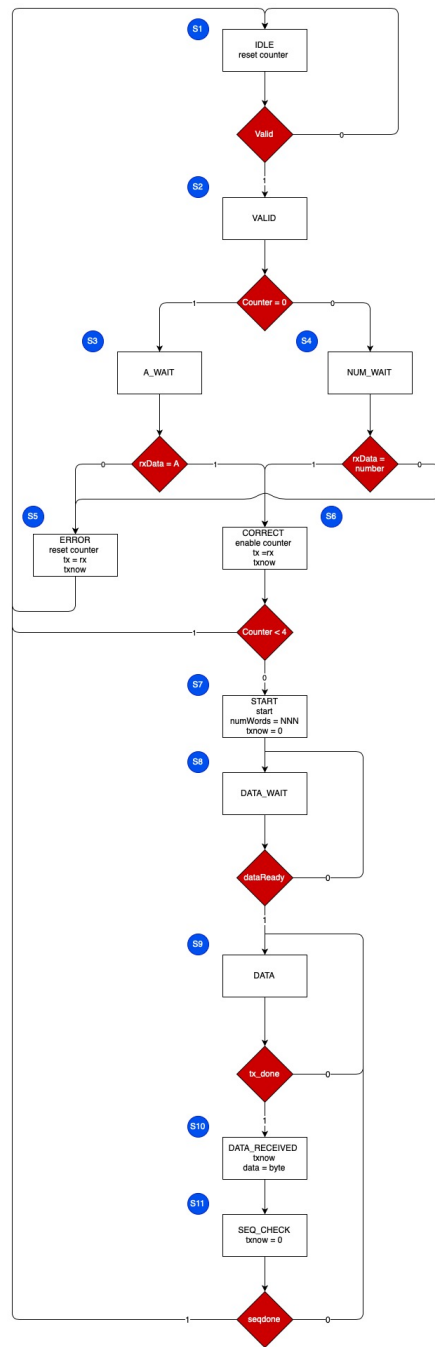 S1
IDLE
reset counter
Valid
0
1
S2
VALID
Counter = 0
1
0
S3
S4
A_WAIT
NUM_WAIT
rxData = A
rxData =
number
0
1
1
0
S5
S6
ERROR
reset counter
tx = rx
txnow
CORRECT
enable counter
tx =rx
txnow
Counter < 4
1
0
S7
START
start
numWords = NNN
txnow = 0
S8
DATA_WAIT
dataReady
0
1
S9
DATA
tx_done
0
1
S10
DATA_RECEIVED
txnow
data = byte
S11
SEQ_CHECK
txnow = 0
seqdone
1
0